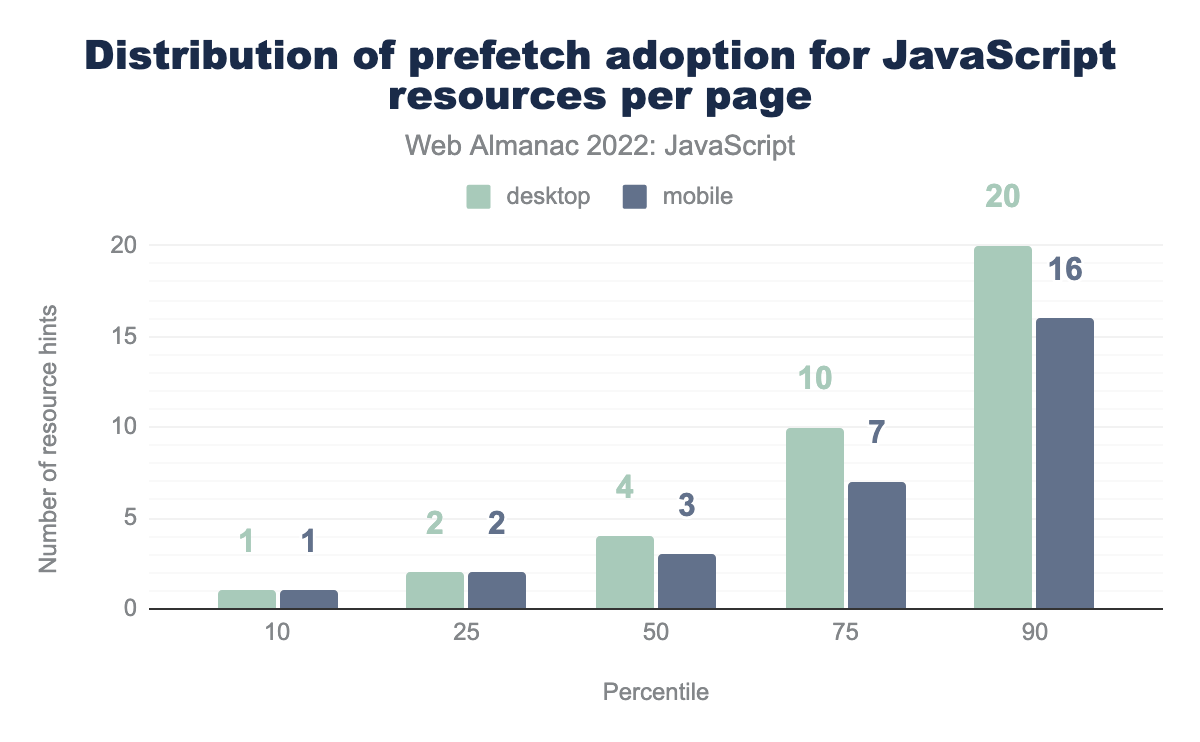 Distribution of prefetch adoption for JavaScript
resources per page
Web Almanac 2022: JavaScript
desktop mobile
Number of resource hints
20
15
10
5
0
1 1
2 2
4 3
10 7
20 16
10 25 50 75 90
Percentile